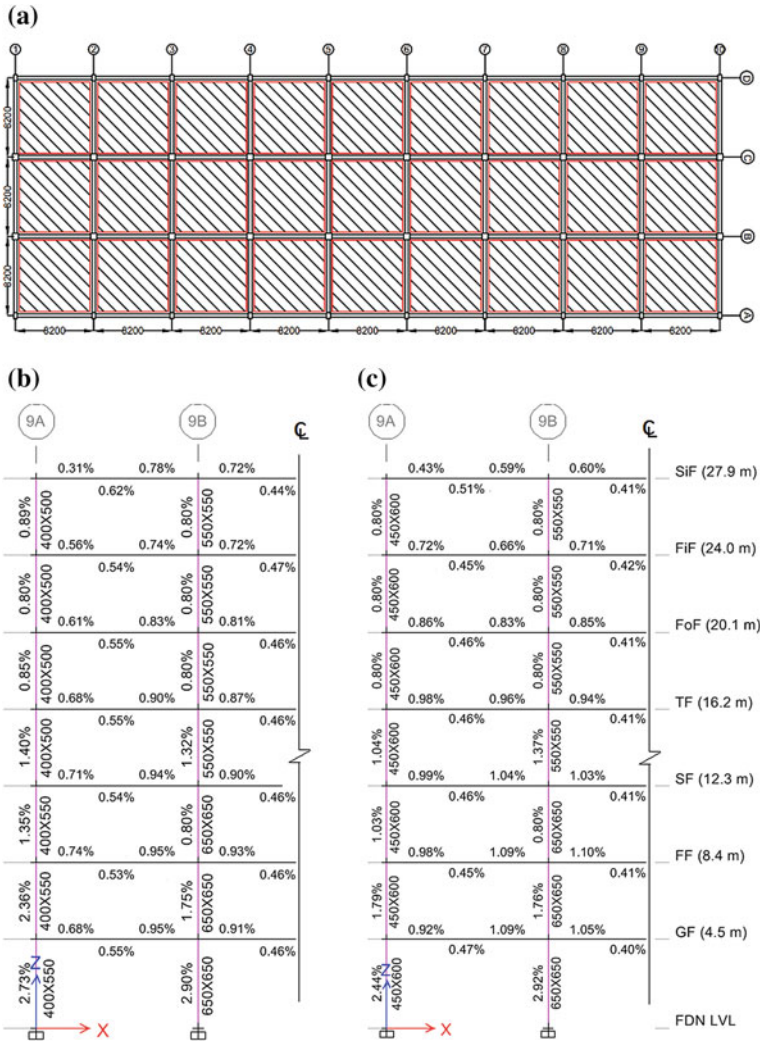 (a)
1 2 3 4 5 6 7 8 9 10
D
6200
C
6200
B
6200
A
6200 6200 6200 6200 6200 6200 6200 6200 6200
(b)
9A 9B
℄
0.31% 0.78% 0.72%
0.62% 0.44%
0.89% 400X500 0.80% 550X550
0.56% 0.74% 0.72%
0.54% 0.47%
0.80% 400X500 0.80% 550X550
0.61% 0.83% 0.81%
0.55% 0.46%
0.85% 400X500 0.80% 550X550
0.68% 0.90% 0.87%
0.55% 0.46%
1.40% 400X500 1.32% 550X550
0.71% 0.94% 0.90%
0.54% 0.46%
1.35% 400X550 0.80% 650X650
0.74% 0.95% 0.93%
0.53% 0.46%
2.36% 400X550 1.75% 650X650
0.68% 0.95% 0.91%
0.55% 0.46%
2.73% 400X550 2.90% 650X650
Z
X
(c)
9A 9B
℄
0.43% 0.59% 0.60% SiF (27.9 m)
0.51% 0.41%
0.80% 450X600 0.80% 550X550
0.72% 0.66% 0.71% FiF (24.0 m)
0.45% 0.42%
0.80% 450X600 0.80% 550X550
0.86% 0.83% 0.85% FoF (20.1 m)
0.46% 0.41%
0.80% 450X600 0.80% 550X550
0.98% 0.96% 0.94% TF (16.2 m)
0.46% 0.41%
1.04% 450X600 1.37% 550X550
0.99% 1.04% 1.03% SF (12.3 m)
0.46% 0.41%
1.03% 450X600 0.80% 650X650
0.98% 1.09% 1.10% FF (8.4 m)
0.45% 0.41%
1.79% 450X600 1.76% 650X650
0.92% 1.09% 1.05% GF (4.5 m)
0.47% 0.40%
2.44% 450X600 2.92% 650X650
Z
X
FDN LVL